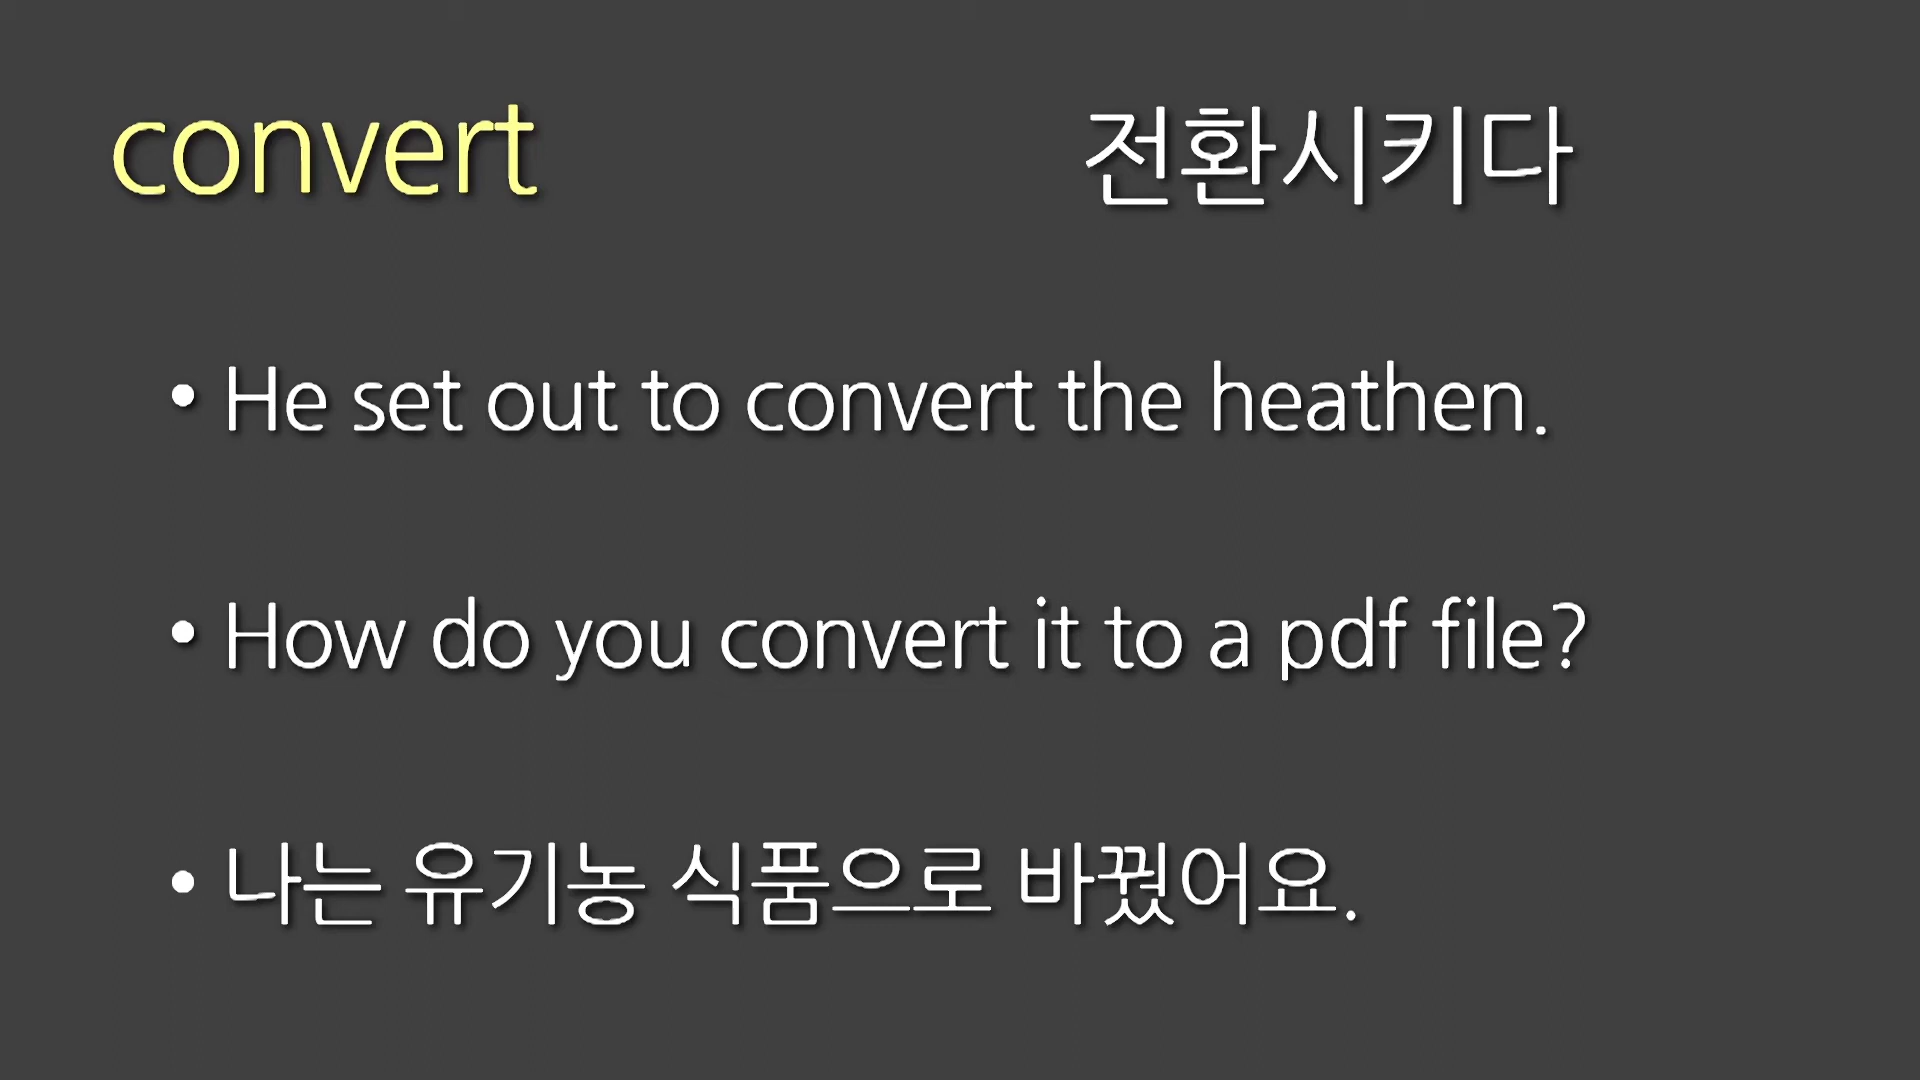 convert 전환시키다
• He set out to convert the heathen.
• How do you convert it to a pdf file?
• 나는 유기농 식품으로 바꿨어요.